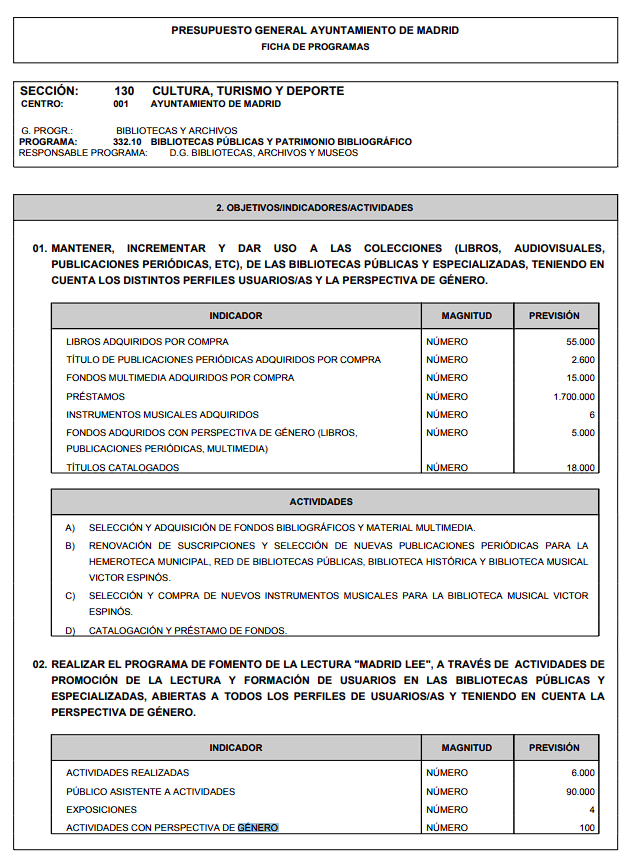 PRESUPUESTO GENERAL AYUNTAMIENTO DE MADRID
FICHA DE PROGRAMAS
SECCIÓN: 130 CULTURA, TURISMO Y DEPORTE
CENTRO: 001 AYUNTAMIENTO DE MADRID
G. PROGR.: BIBLIOTECAS Y ARCHIVOS
PROGRAMA: 332.10 BIBLIOTECAS PÚBLICAS Y PATRIMONIO BIBLIOGRÁFICO
RESPONSABLE PROGRAMA: D.G. BIBLIOTECAS, ARCHIVOS Y MUSEOS
2. OBJETIVOS/INDICADORES/ACTIVIDADES
01. MANTENER, INCREMENTAR Y DAR USO A LAS COLECCIONES (LIBROS, AUDIOVISUALES,
PUBLICACIONES PERIÓDICAS, ETC), DE LAS BIBLIOTECAS PÚBLICAS Y ESPECIALIZADAS, TENIENDO EN
CUENTA LOS DISTINTOS PERFILES USUARIOS/AS Y LA PERSPECTIVA DE GÉNERO.
INDICADOR MAGNITUD PREVISIÓN
LIBROS ADQUIRIDOS POR COMPRA NÚMERO 55.000
TÍTULO DE PUBLICACIONES PERIÓDICAS ADQUIRIDOS POR COMPRA NÚMERO 2.600
FONDOS MULTIMEDIA ADQUIRIDOS POR COMPRA NÚMERO 15.000
PRÉSTAMOS NÚMERO 1.700.000
INSTRUMENTOS MUSICALES ADQUIRIDOS NÚMERO 6
FONDOS ADQURIDOS CON PERSPECTIVA DE GÉNERO (LIBROS, NÚMERO 5.000
PUBLICACIONES PERIÓDICAS, MULTIMEDIA)
TÍTULOS CATALOGADOS NÚMERO 18.000
ACTIVIDADES
A) SELECCIÓN Y ADQUISICIÓN DE FONDOS BIBLIOGRÁFICOS Y MATERIAL MULTIMEDIA.
B) RENOVACIÓN DE SUSCRIPCIONES Y SELECCIÓN DE NUEVAS PUBLICACIONES PERIÓDICAS PARA LA
HEMEROTECA MUNICIPAL, RED DE BIBLIOTECAS PÚBLICAS, BIBLIOTECA HISTÓRICA Y BIBLIOTECA MUSICAL
VICTOR ESPINÓS.
C) SELECCIÓN Y COMPRA DE NUEVOS INSTRUMENTOS MUSICALES PARA LA BIBLIOTECA MUSICAL VICTOR
ESPINÓS.
D) CATALOGACIÓN Y PRÉSTAMO DE FONDOS.
02. REALIZAR EL PROGRAMA DE FOMENTO DE LA LECTURA "MADRID LEE", A TRAVÉS DE ACTIVIDADES DE
PROMOCIÓN DE LA LECTURA Y FORMACIÓN DE USUARIOS EN LAS BIBLIOTECAS PÚBLICAS Y
ESPECIALIZADAS, ABIERTAS A TODOS LOS PERFILES DE USUARIOS/AS Y TENIENDO EN CUENTA LA
PERSPECTIVA DE GÉNERO.
INDICADOR MAGNITUD PREVISIÓN
ACTIVIDADES REALIZADAS NÚMERO 6.000
PÚBLICO ASISTENTE A ACTIVIDADES NÚMERO 90.000
EXPOSICIONES NÚMERO 4
ACTIVIDADES CON PERSPECTIVA DE GÉNERO NÚMERO 100